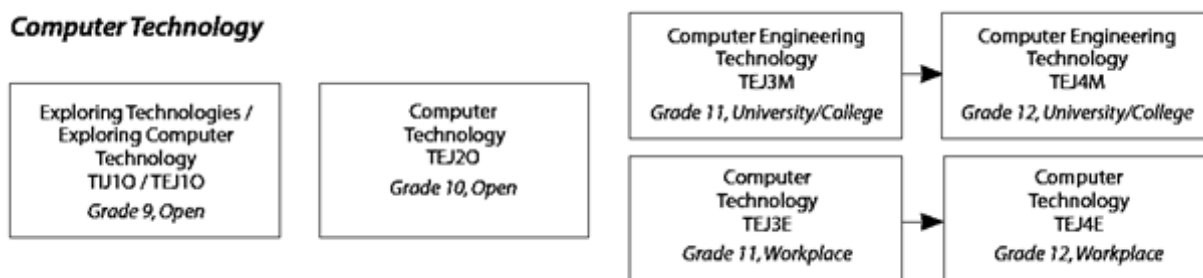 Computer Technology
Exploring Technologies /
Exploring Computer
Technology
TIJ1O / TEJ1O
Grade 9, Open
Computer
Technology
TEJ2O
Grade 10, Open
Computer Engineering
Technology
TEJ3M
Grade 11, University/College
Computer Engineering
Technology
TEJ4M
Grade 12, University/College
Computer
Technology
TEJ3E
Grade 11, Workplace
Computer
Technology
TEJ4E
Grade 12, Workplace